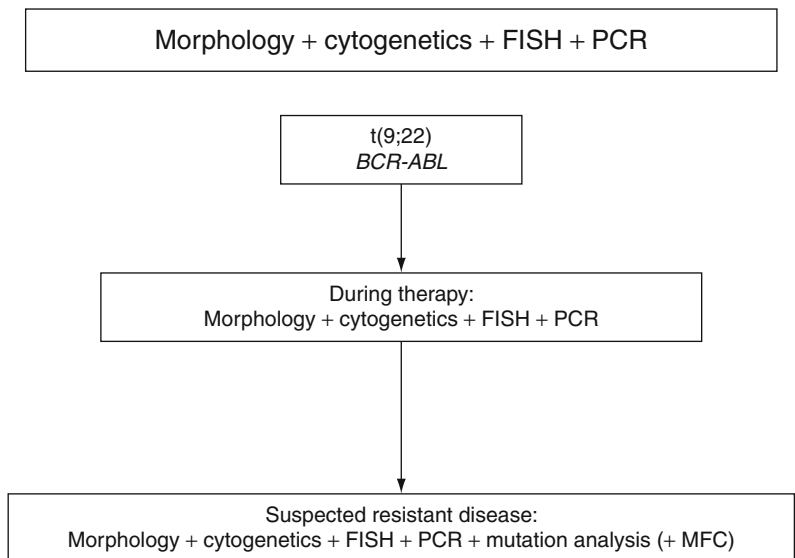 Morphology + cytogenetics + FISH + PCR
t(9;22)
BCR-ABL
During therapy:
Morphology + cytogenetics + FISH + PCR
Suspected resistant disease:
Morphology + cytogenetics + FISH + PCR + mutation analysis (+ MFC)